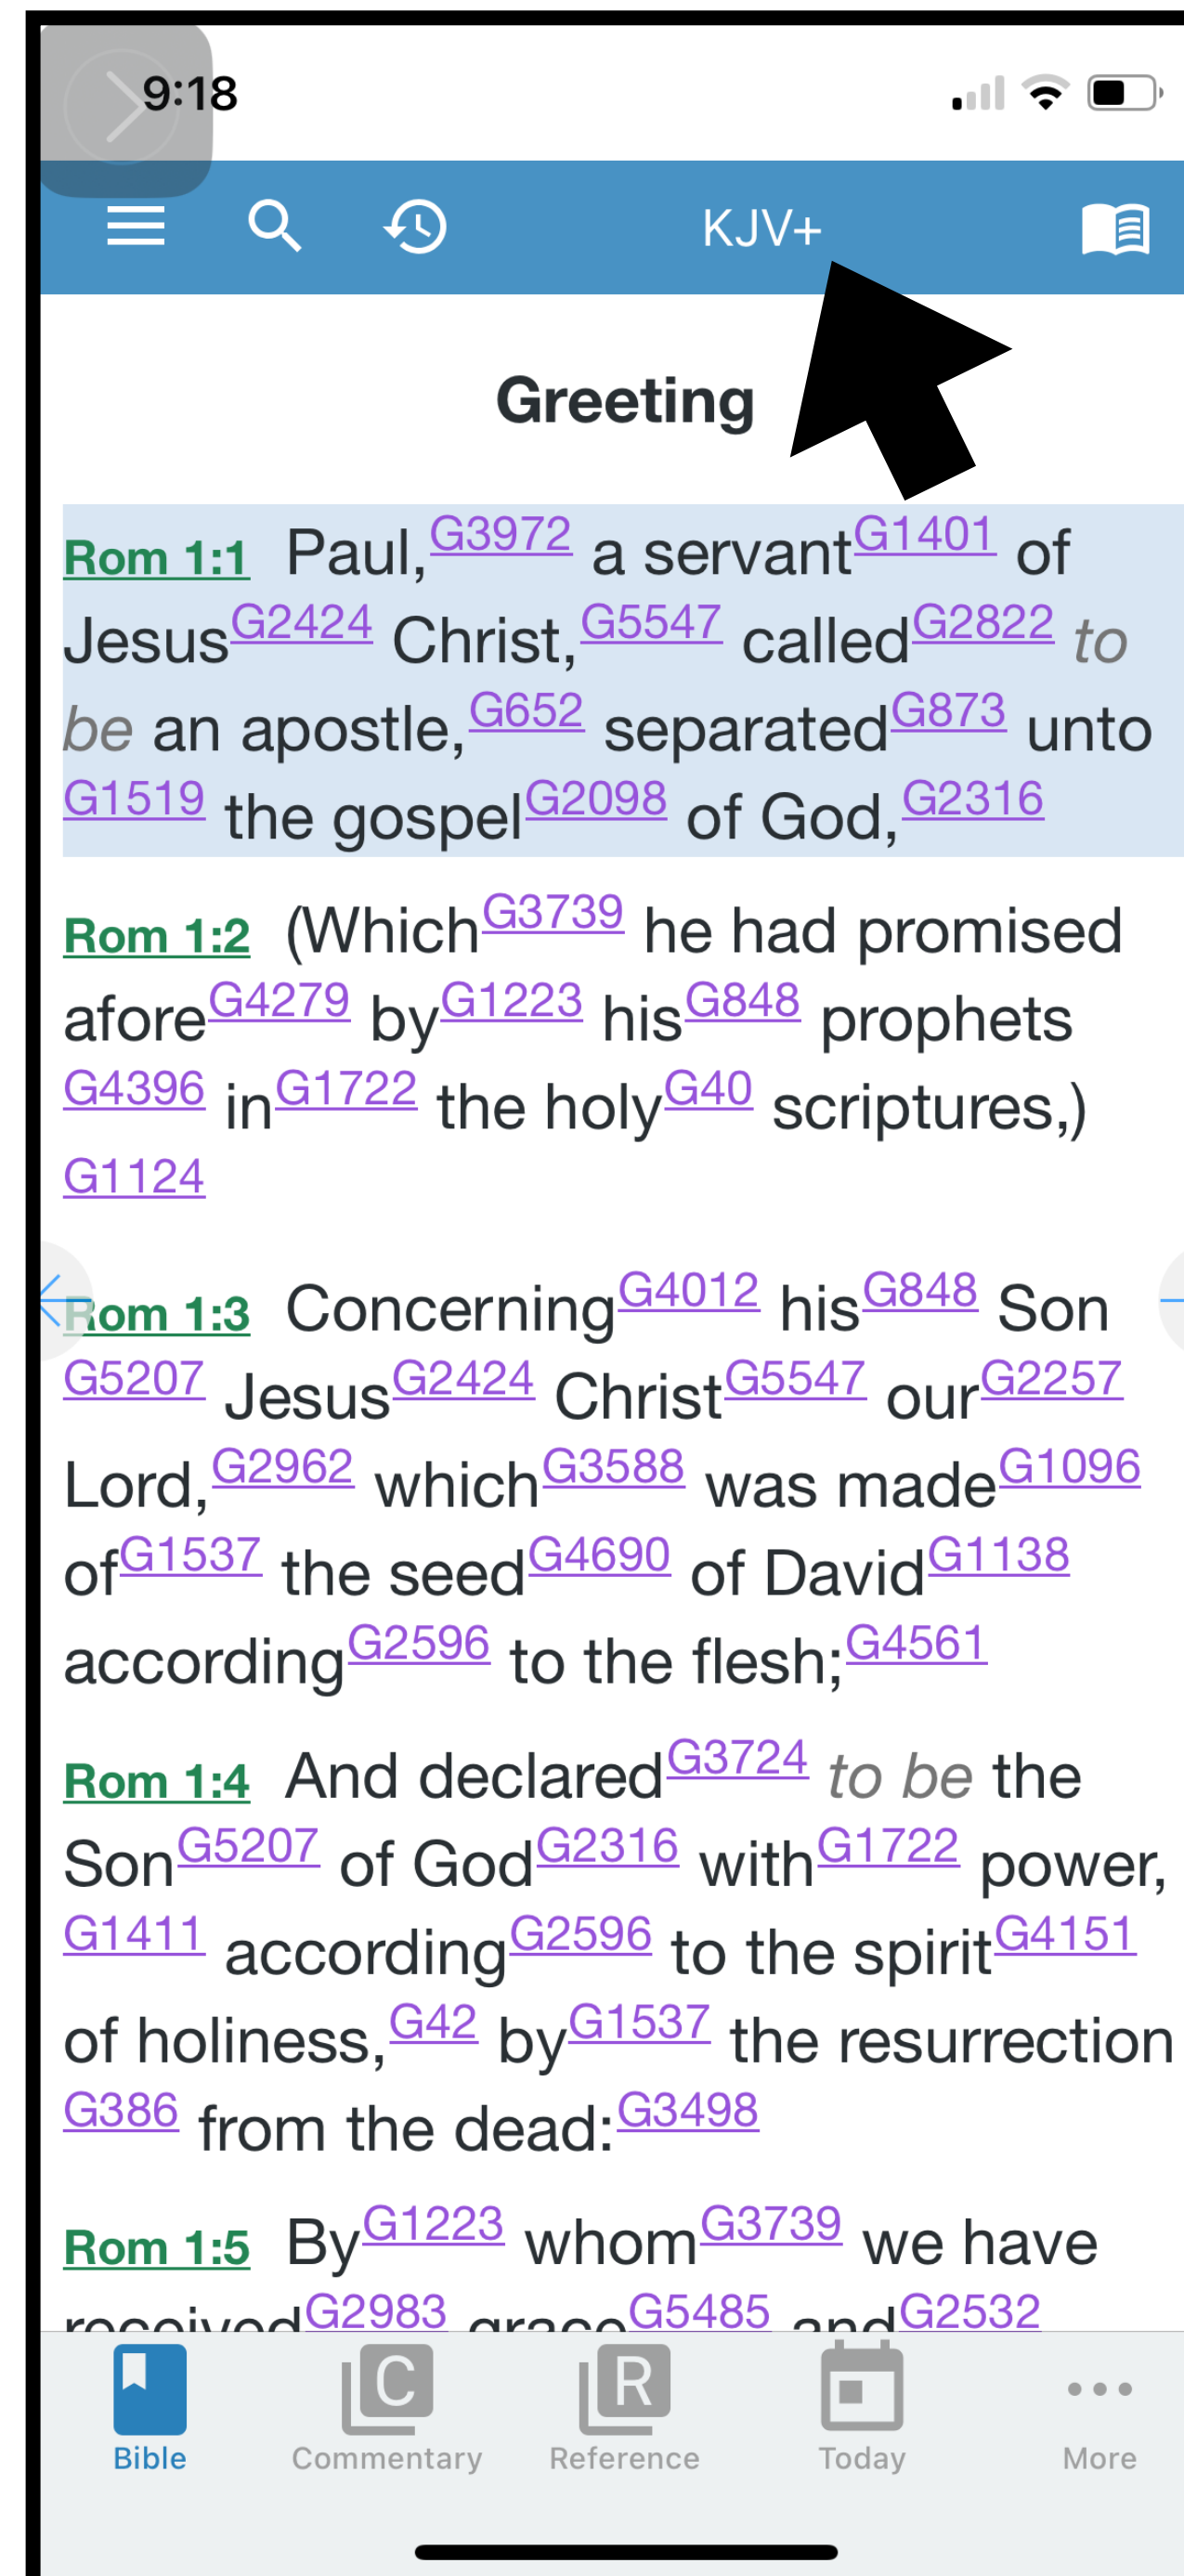 9:18
KJV+
Greeting
Rom 1:1 Paul,G3972 a servantG1401 of
JesusG2424 Christ,G5547 calledG2822 to
be an apostle,G652 separatedG873 unto
G1519 the gospelG2098 of God,G2316
Rom 1:2 (WhichG3739 he had promised
aforeG4279 byG1223 hisG848 prophets
G4396 inG1722 the holyG40 scriptures,)
G1124
Rom 1:3 ConcerningG4012 hisG848 Son
G5207 JesusG2424 ChristG5547 ourG2257
Lord,G2962 whichG3588 was madeG1096
ofG1537 the seedG4690 of DavidG1138
accordingG2596 to the flesh;G4561
Rom 1:4 And declaredG3724 to be the
SonG5207 of GodG2316 withG1722 power,
G1411 accordingG2596 to the spiritG4151
of holiness,G42 byG1537 the resurrection
G386 from the dead:G3498
Rom 1:5 ByG1223 whomG3739 we have
receivedG2983 graceG5485 andG2532
C R
Bible Commentary Reference Today More